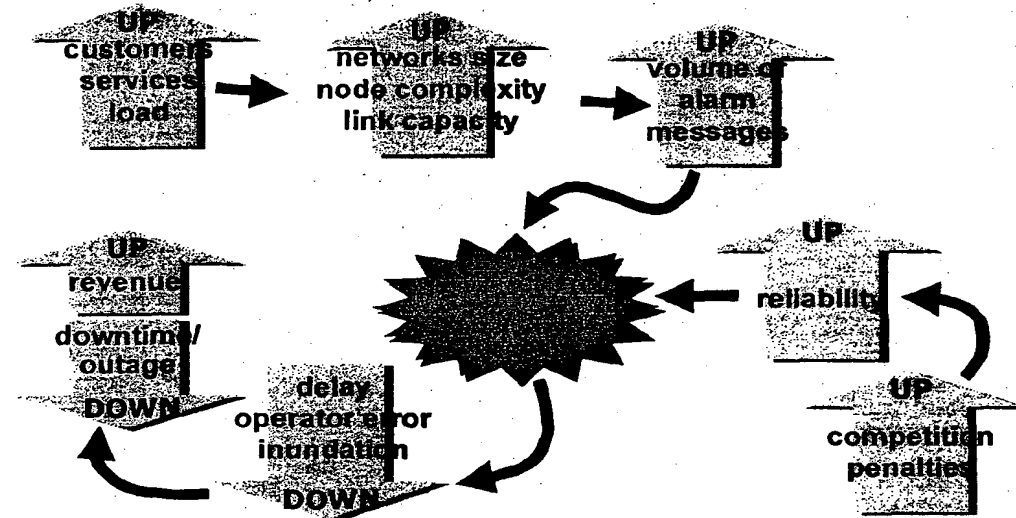 UP
customers
services
load
UP
networks size
node complexity
link capacity
UP
volume of
alarm
messages
UP
reliability
UP
competition
penalties
UP
revenue
downtime/
outage
DOWN
delay
operator error
inundation
DOWN